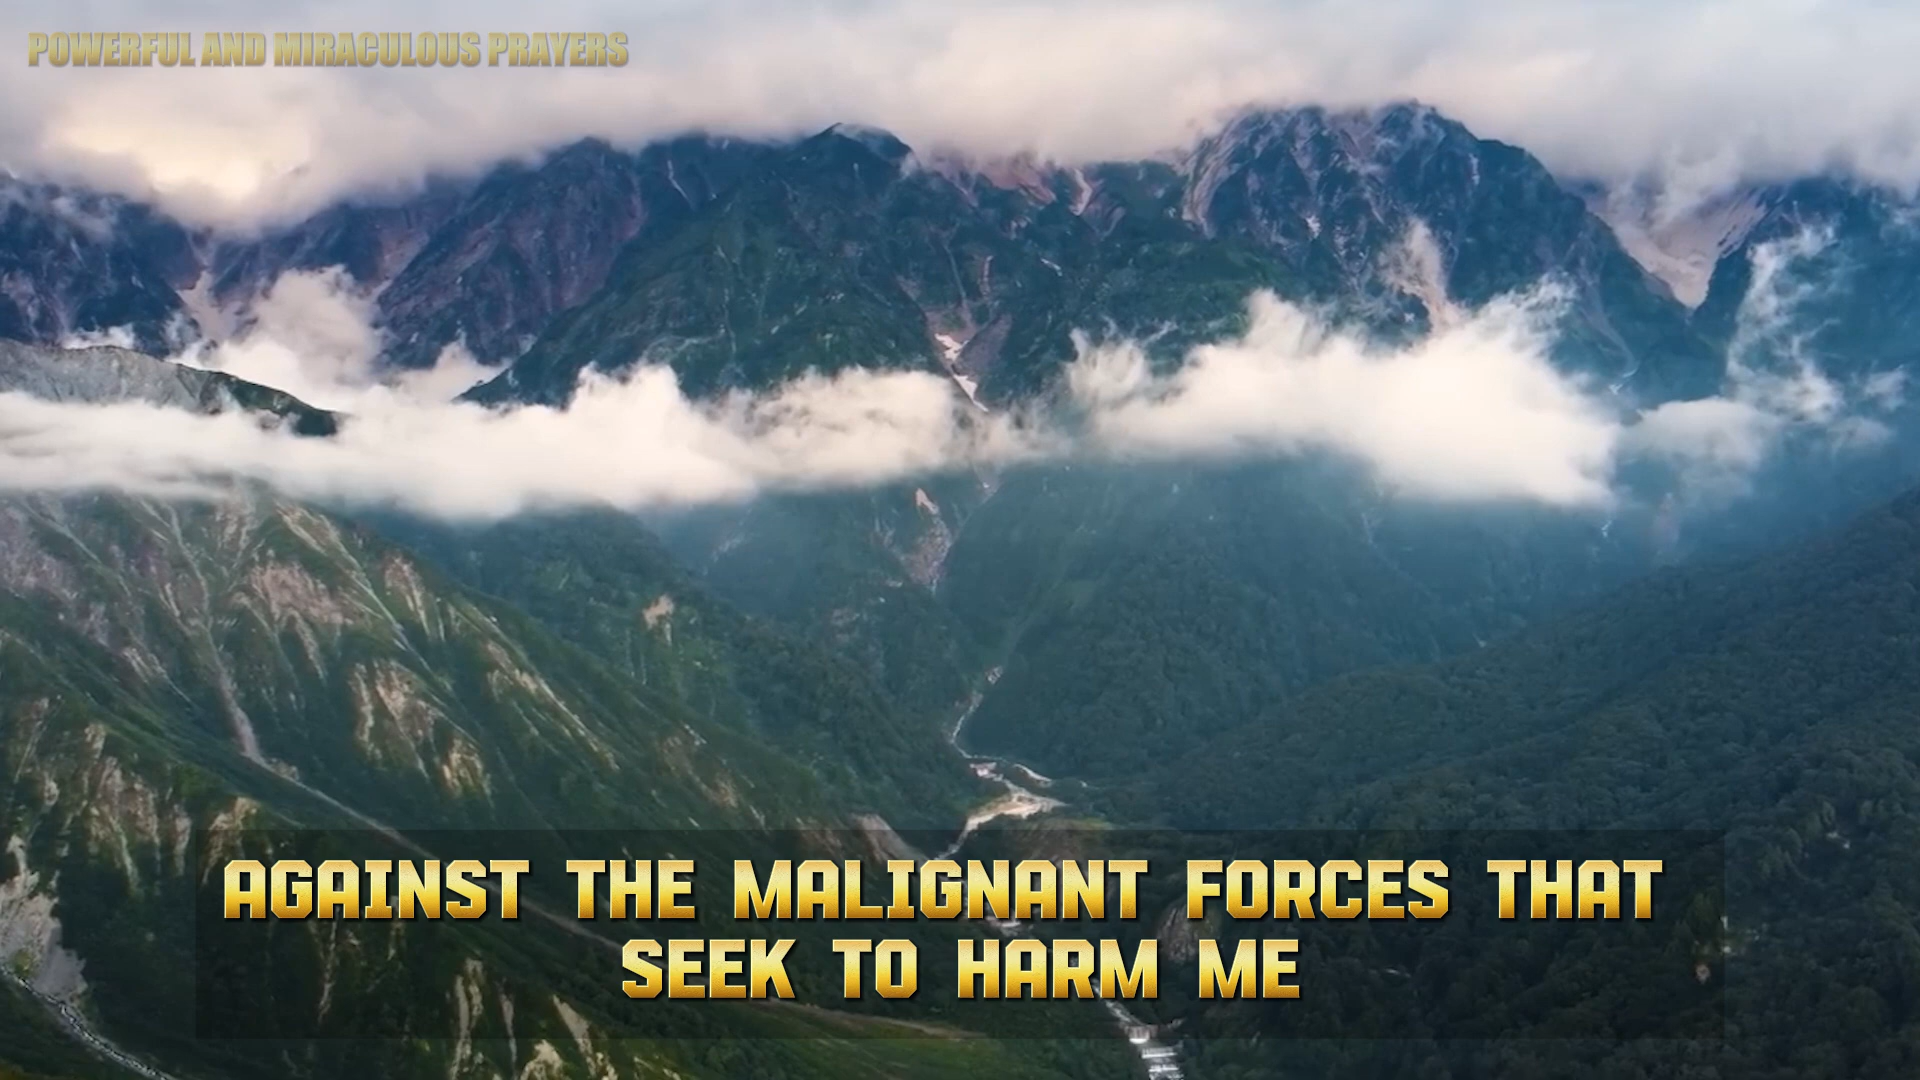 POWERFUL AND MIRACULOUS PRAYERS
AGAINST THE MALIGNANT FORCES THAT
SEEK TO HARM ME